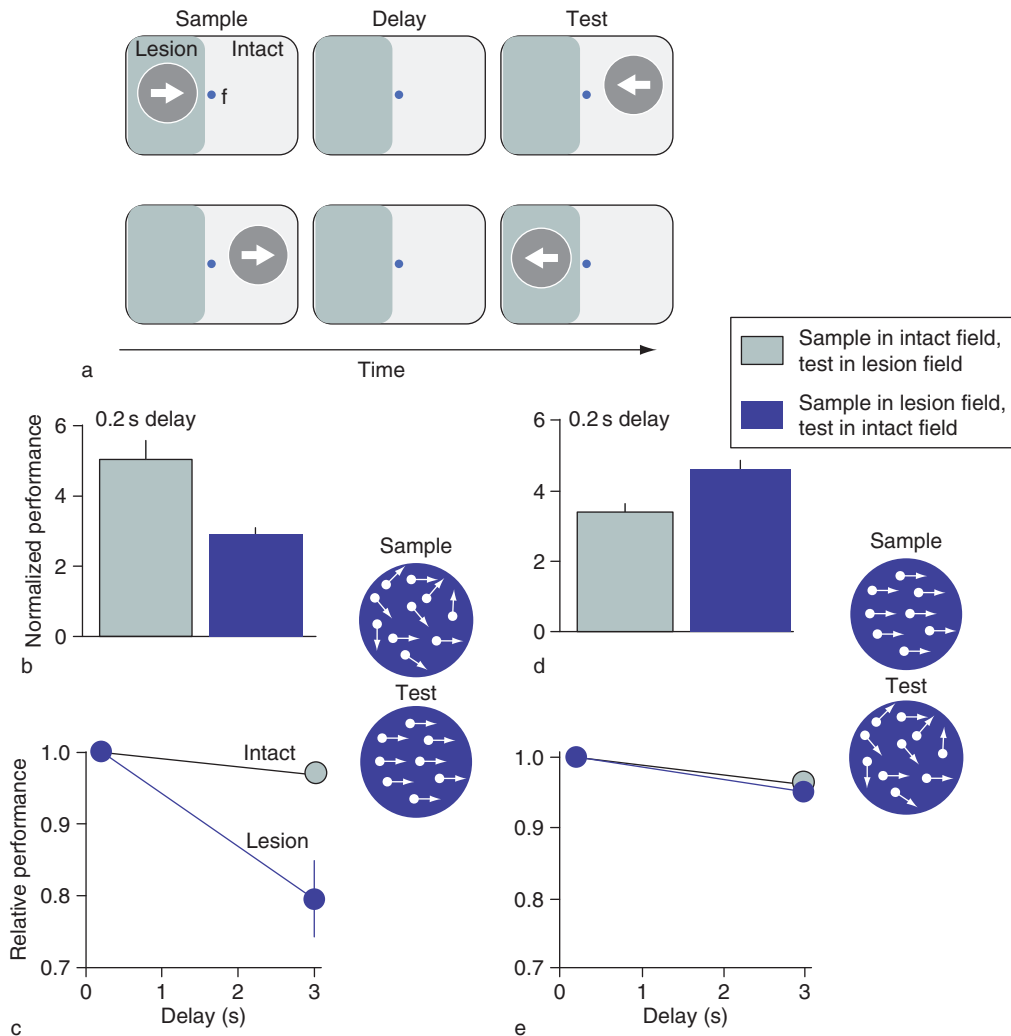 Sample
Delay
Test
Lesion
Intact
f
a
Time
Sample in intact field,
test in lesion field
Sample in lesion field,
test in intact field
0.2 s delay
6
4
2
0
Normalized performance
b
Sample
Test
0.2 s delay
6
4
2
0
d
Sample
Test
1.0
0.9
0.8
0.7
Relative performance
Intact
Lesion
0
1
2
3
Delay (s)
c
1.0
0.9
0.8
0.7
0
1
2
3
Delay (s)
e